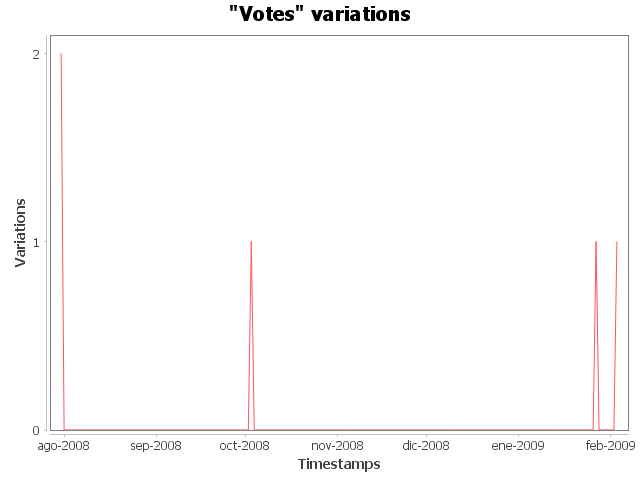 "Votes" variations
Variations
2
1
0
ago-2008 sep-2008 oct-2008 nov-2008 dic-2008 ene-2009 feb-2009
Timestamps